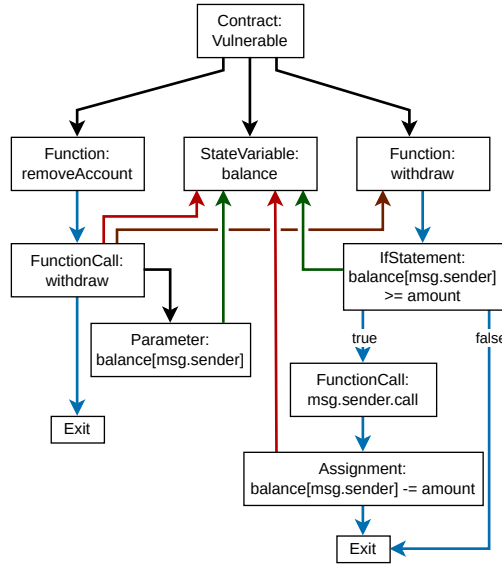 Contract:
Vulnerable
Function:
removeAccount
StateVariable:
balance
Function:
withdraw
FunctionCall:
withdraw
IfStatement:
balance[msg.sender]
>= amount
Parameter:
balance[msg.sender]
true
false
FunctionCall:
msg.sender.call
Exit
Assignment:
balance[msg.sender] -= amount
Exit